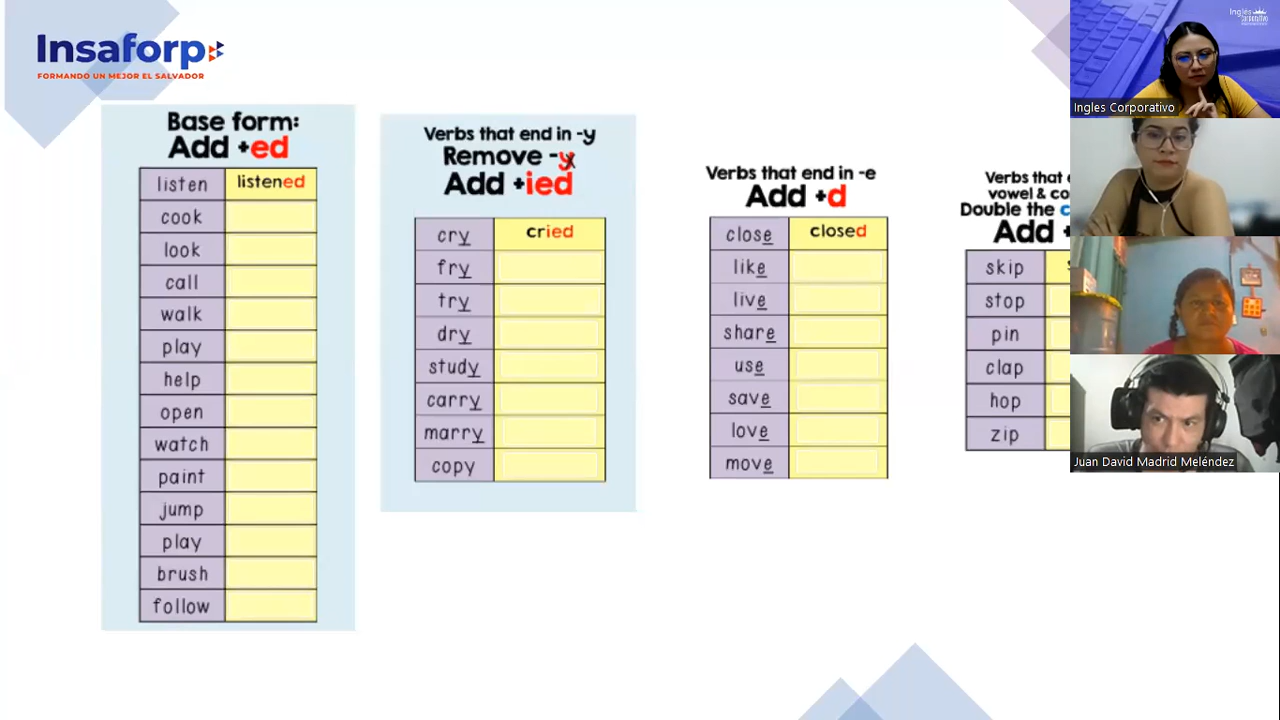 Insaforp
FORMANDO UN MEJOR EL SALVADOR
Base form:
Add +ed
listen listened
cook
look
call
walk
play
help
open
watch
paint
jump
play
brush
follow
Verbs that end in -y
Remove -y
Add +ied
cry cried
fry
try
dry
study
carry
marry
copy
Verbs that end in -e
Add +d
close closed
like
live
share
use
save
love
move
Verbs that
vowel &
Double the
Add
skip
stop
pin
clap
hop
zip
Inglés
Ingles Corporativo
Juan David Madrid Meléndez